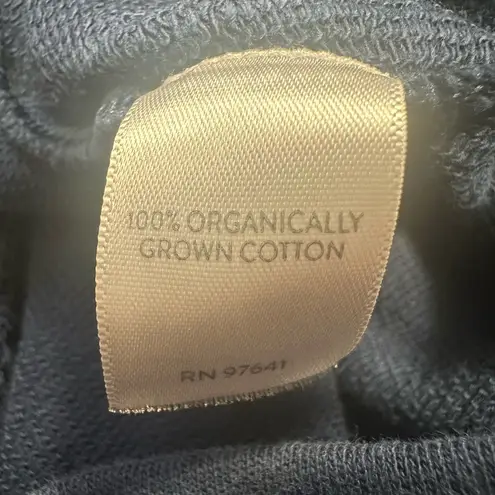 100% ORGANICALLY
GROWN COTTON
RN 97641